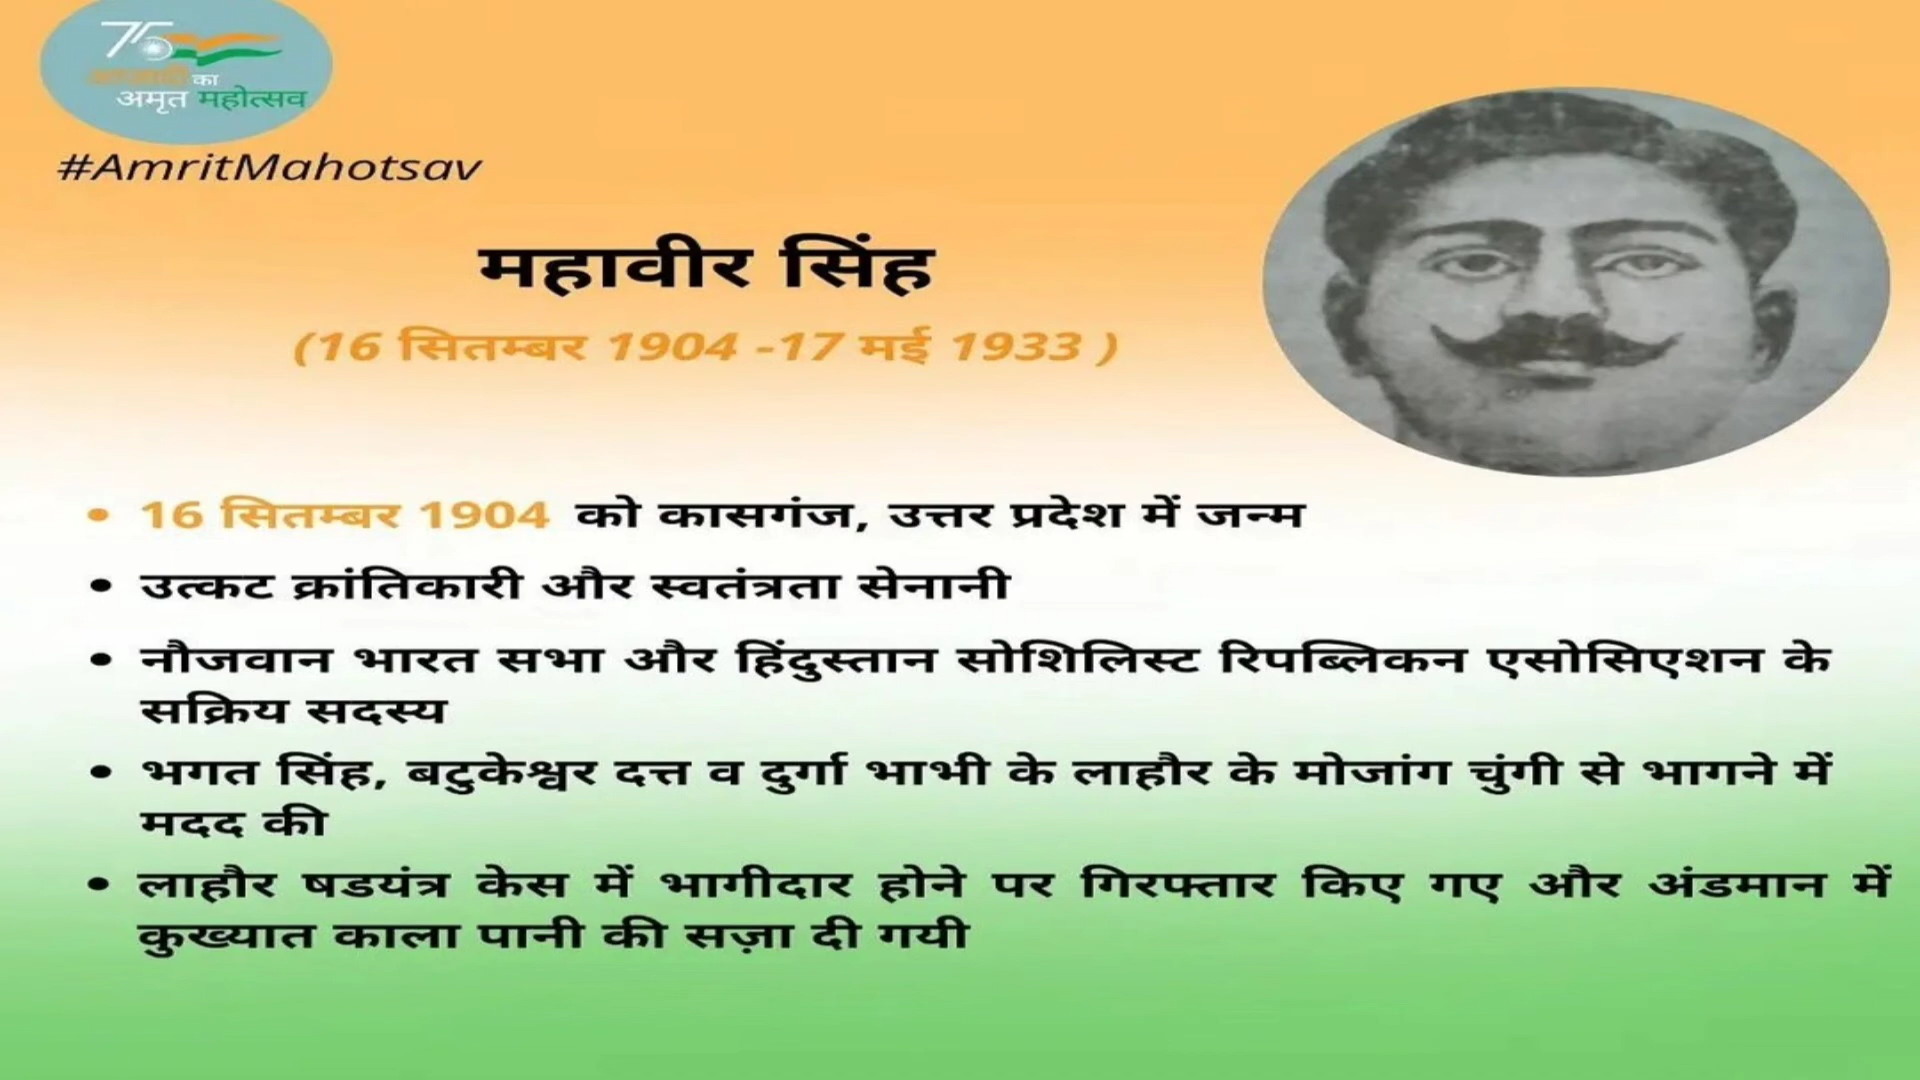 75
आज़ादी का
अमृत महोत्सव
#AmritMahotsav
महावीर सिंह
(16 सितम्बर 1904 -17 मई 1933 )
• 16 सितम्बर 1904 को कासगंज, उत्तर प्रदेश में जन्म
• उत्कट क्रांतिकारी और स्वतंत्रता सेनानी
• नौजवान भारत सभा और हिंदुस्तान सोशिलिस्ट रिपब्लिकन एसोसिएशन के
सक्रिय सदस्य
• भगत सिंह, बटुकेश्वर दत्त व दुर्गा भाभी के लाहौर के मोजांग चुंगी से भागने में
मदद की
• लाहौर षडयंत्र केस में भागीदार होने पर गिरफ्तार किए गए और अंडमान में
कुख्यात काला पानी की सज़ा दी गयी